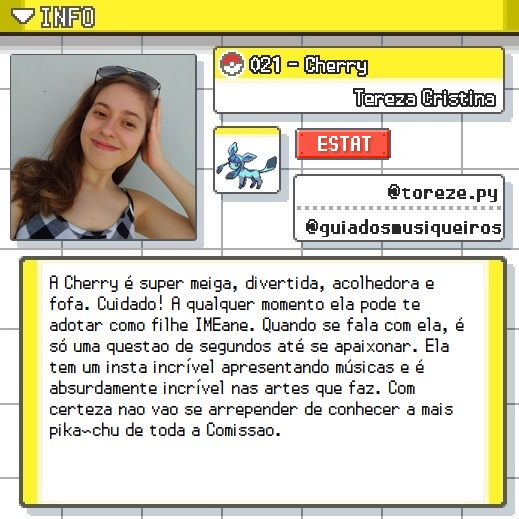 INFO
021 - Cherry
Tereza Cristina
ESTAT
@toreze.py
@guiadosmusiqueiros
A Cherry é super meiga, divertida, acolhedora e
fofa. Cuidado! A qualquer momento ela pode te
adotar como filhe IMEane. Quando se fala com ela, é
só uma questao de segundos até se apaixonar. Ela
tem um insta incrível apresentando músicas e é
absurdamente incrível nas artes que faz. Com
certeza nao vao se arrepender de conhecer a mais
pika~chu de toda a Comissao.